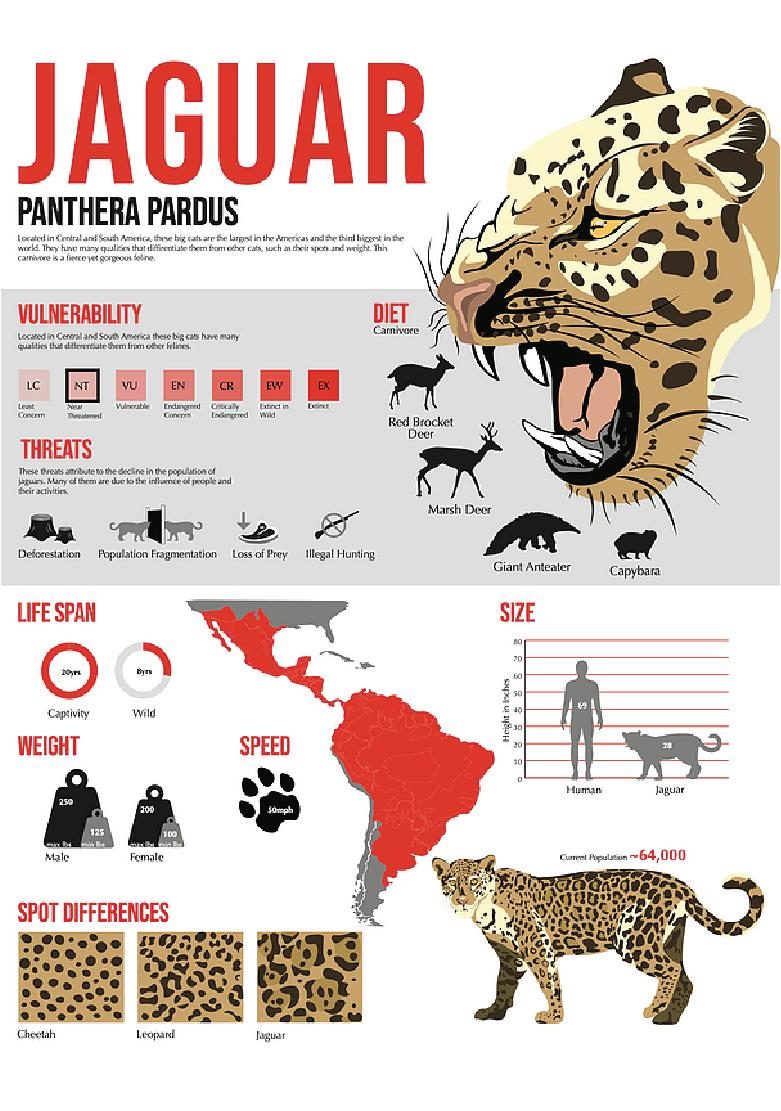 JAGUAR
PANTHERA PARDUS
Located in Central and South America, these big cats are the largest in the Americas and the third biggest in the
world. They have many qualities that diffirentiate them from other cats, such as their spots and weight. This
carnivore is a fierce yet gorgeous feline.
VULNERABILITY
Located in Central and South America these big cats have many
qualities that differentiate them from other felines.
LC
NT
VU
EN
CR
EW
EX
Least
Concern
Near
Threatened
Vulnerable
Endangered
Concern
Critically
Endangered
Extinct in
Wild
Extinct
THREATS
These threats attribute to the decline in the population of
jaguars. Many of them are due to the influence of people and
their activities.
Deforestation
Population Fragmentation
Loss of Prey
Illegal Hunting
DIET
Carnivore
Red Brocket
Deer
Marsh Deer
Giant Anteater
Capybara
LIFE SPAN
20yrs
8yrs
Captivity
Wild
WEIGHT
250
125
max lbs
min lbs
Male
200
100
max lbs
min lbs
Female
SPEED
50mph
SIZE
Height in Inches
80
70
60
50
40
30
20
10
0
69
28
Human
Jaguar
Current Population ~64,000
SPOT DIFFERENCES
Cheetah
Leopard
Jaguar